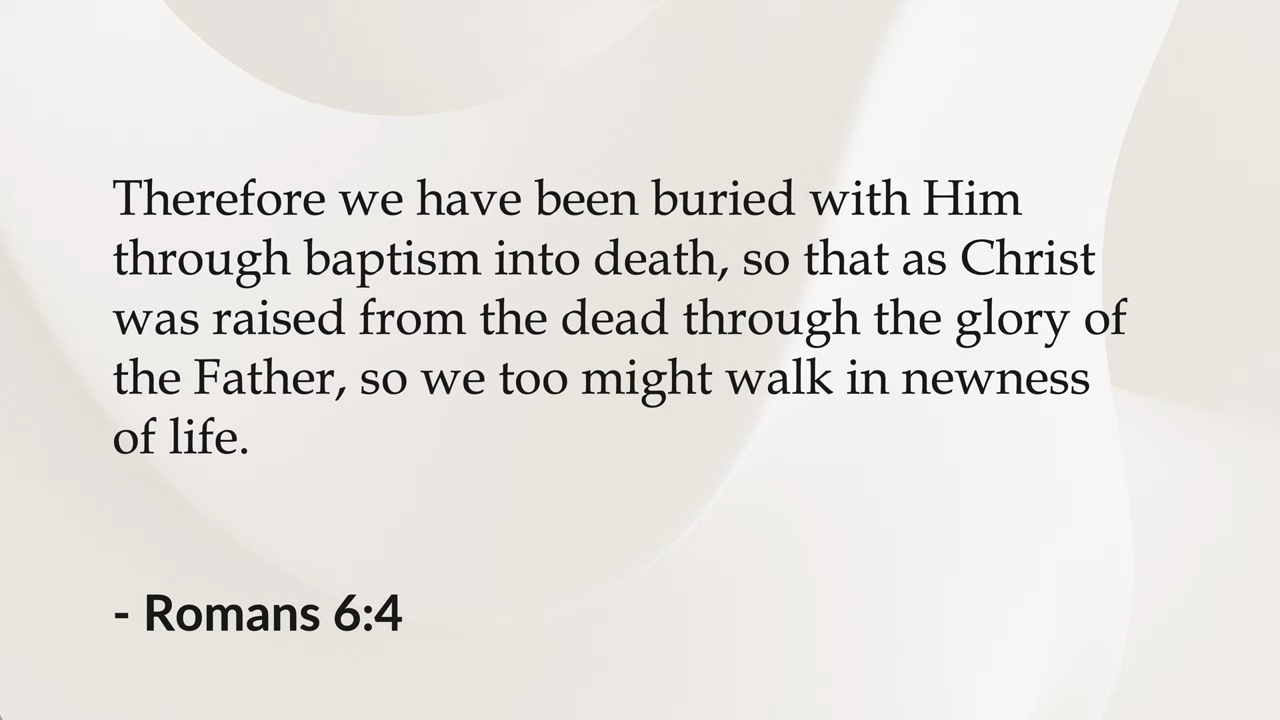 Therefore we have been buried with Him
through baptism into death, so that as Christ
was raised from the dead through the glory of
the Father, so we too might walk in newness
of life.
- Romans 6:4